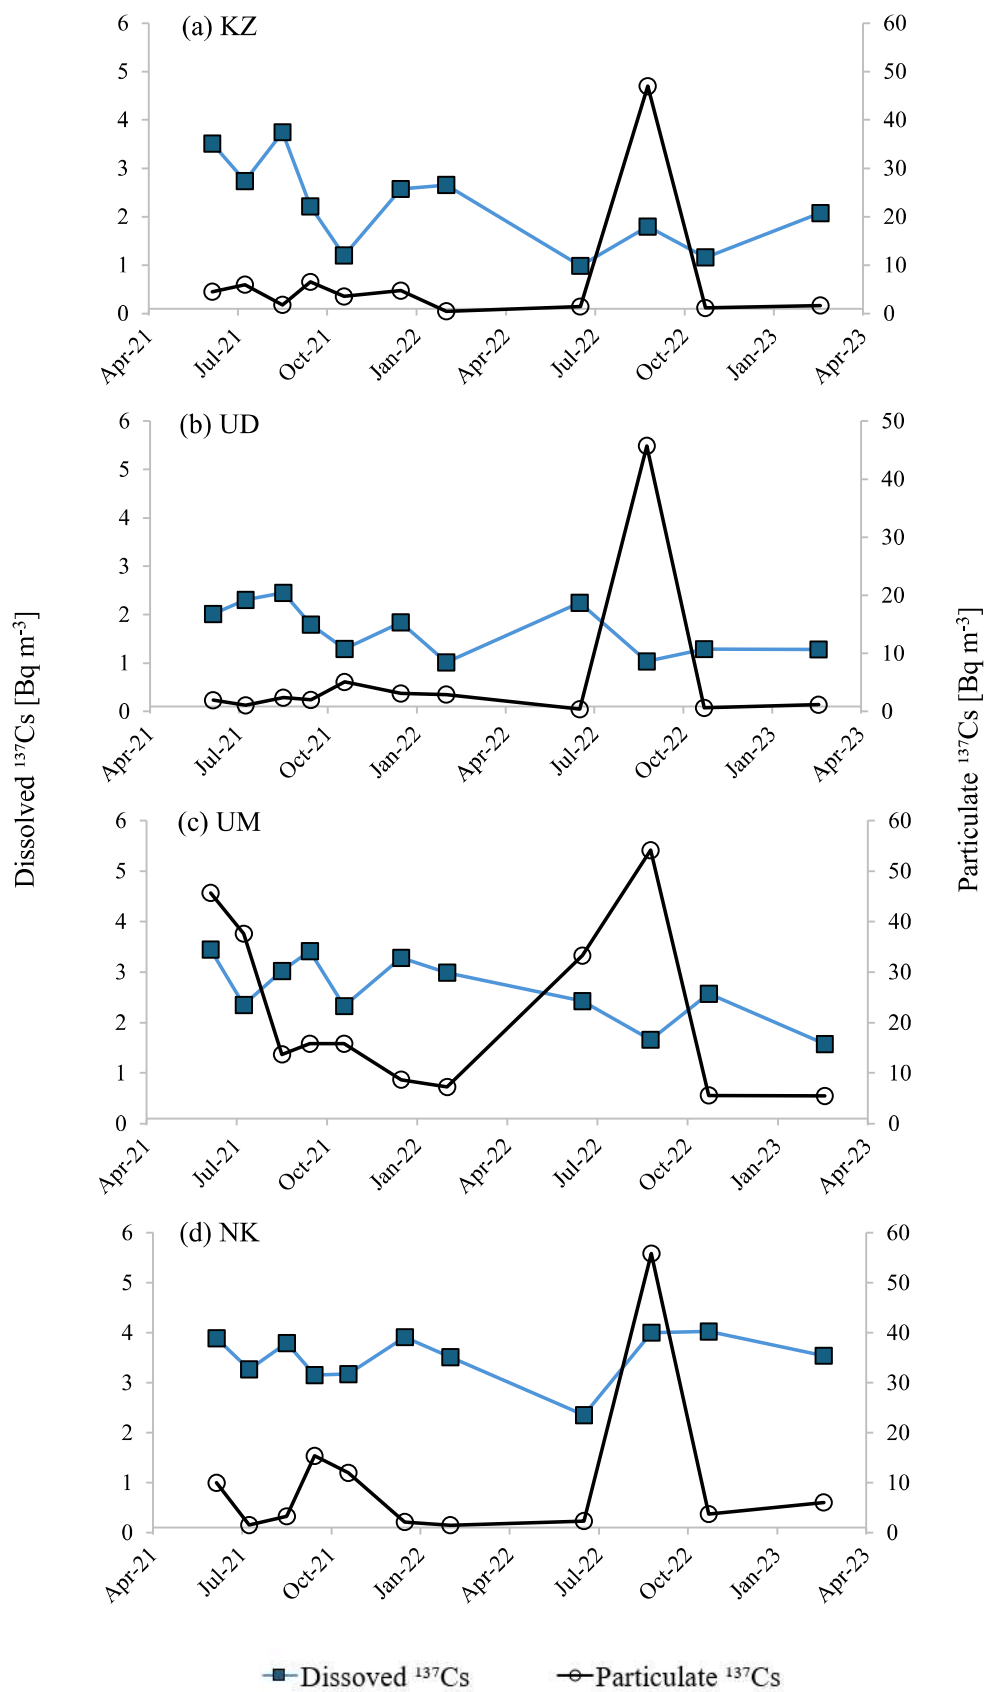 (a) KZ
6
5
4
3
2
1
0
60
50
40
30
20
10
0
Apr-21
Jul-21
Oct-21
Jan-22
Apr-22
Jul-22
Oct-22
Jan-23
Apr-23
(b) UD
6
5
4
3
2
1
0
50
40
30
20
10
0
Apr-21
Jul-21
Oct-21
Jan-22
Apr-22
Jul-22
Oct-22
Jan-23
Apr-23
Dissolved ¹³⁷Cs [Bq m⁻³]
Particulate ¹³⁷Cs [Bq m⁻³]
(c) UM
6
5
4
3
2
1
0
60
50
40
30
20
10
0
Apr-21
Jul-21
Oct-21
Jan-22
Apr-22
Jul-22
Oct-22
Jan-23
Apr-23
(d) NK
6
5
4
3
2
1
0
60
50
40
30
20
10
0
Apr-21
Jul-21
Oct-21
Jan-22
Apr-22
Jul-22
Oct-22
Jan-23
Apr-23
Dissoved ¹³⁷Cs
Particulate ¹³⁷Cs